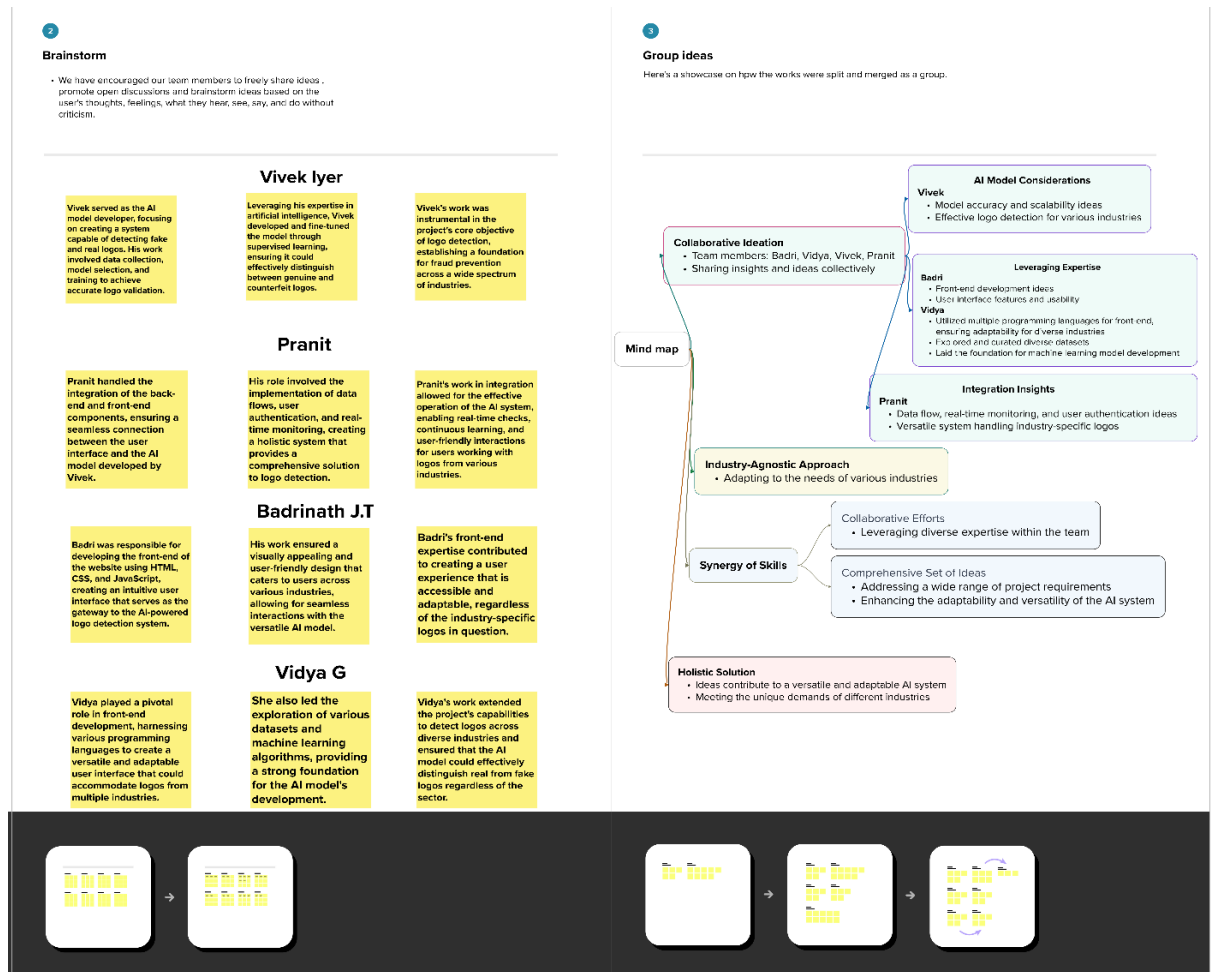 2
Brainstorm
• We have encouraged our team members to freely share ideas ,
promote open discussions and brainstorm ideas based on the
user's thoughts, feelings, what they hear, see, say, and do without
criticism.
Vivek Iyer
Vivek served as the AI
model developer, focusing
on creating a system
capable of detecting fake
and real logos. His work
involved data collection,
model selection, and
training to achieve
accurate logo validation.
Leveraging his expertise in
artificial intelligence, Vivek
developed and fine-tuned
the model through
supervised learning,
ensuring it could
effectively distinguish
between genuine and
counterfeit logos.
Vivek's work was
instrumental in the
project's core objective
of logo detection,
establishing a foundation
for fraud prevention
across a wide spectrum
of industries.
Pranit
Pranit handled the
integration of the back-
end and front-end
components, ensuring a
seamless connection
between the user
interface and the AI
model developed by
Vivek.
His role involved the
implementation of data
flows, user
authentication, and real-
time monitoring, creating
a holistic system that
provides a
comprehensive solution
to logo detection.
Pranit's work in integration
allowed for the effective
operation of the AI system,
enabling real-time checks,
continuous learning, and
user-friendly interactions
for users working with
logos from various
industries.
Badrinath J.T
Badri was responsible for
developing the front-end of
the website using HTML,
CSS, and JavaScript,
creating an intuitive user
interface that serves as the
gateway to the AI-powered
logo detection system.
His work ensured a
visually appealing and
user-friendly design that
caters to users across
various industries,
allowing for seamless
interactions with the
versatile AI model.
Badri's front-end
expertise contributed
to creating a user
experience that is
accessible and
adaptable, regardless
of the industry-specific
logos in question.
Vidya G
Vidya played a pivotal
role in front-end
development, harnessing
various programming
languages to create a
versatile and adaptable
user interface that could
accommodate logos from
multiple industries.
She also led the
exploration of various
datasets and
machine learning
algorithms, providing
a strong foundation
for the AI model's
development.
Vidya's work extended
the project's capabilities
to detect logos across
diverse industries and
ensured that the AI
model could effectively
distinguish real from fake
logos regardless of the
sector.
3
Group ideas
Here's a showcase on hpw the works were split and merged as a group.
Mind map
Collaborative Ideation
• Team members: Badri, Vidya, Vivek, Pranit
• Sharing insights and ideas collectively
AI Model Considerations
Vivek
• Model accuracy and scalability ideas
• Effective logo detection for various industries
Leveraging Expertise
Badri
• Front-end development ideas
• User interface features and usability
Vidya
• Utilized multiple programming languages for front-end,
ensuring adaptability for diverse industries
• Explored and curated diverse datasets
• Laid the foundation for machine learning model development
Integration Insights
Pranit
• Data flow, real-time monitoring, and user authentication ideas
• Versatile system handling industry-specific logos
Industry-Agnostic Approach
• Adapting to the needs of various industries
Synergy of Skills
Collaborative Efforts
• Leveraging diverse expertise within the team
Comprehensive Set of Ideas
• Addressing a wide range of project requirements
• Enhancing the adaptability and versatility of the AI system
Holistic Solution
• Ideas contribute to a versatile and adaptable AI system
• Meeting the unique demands of different industries